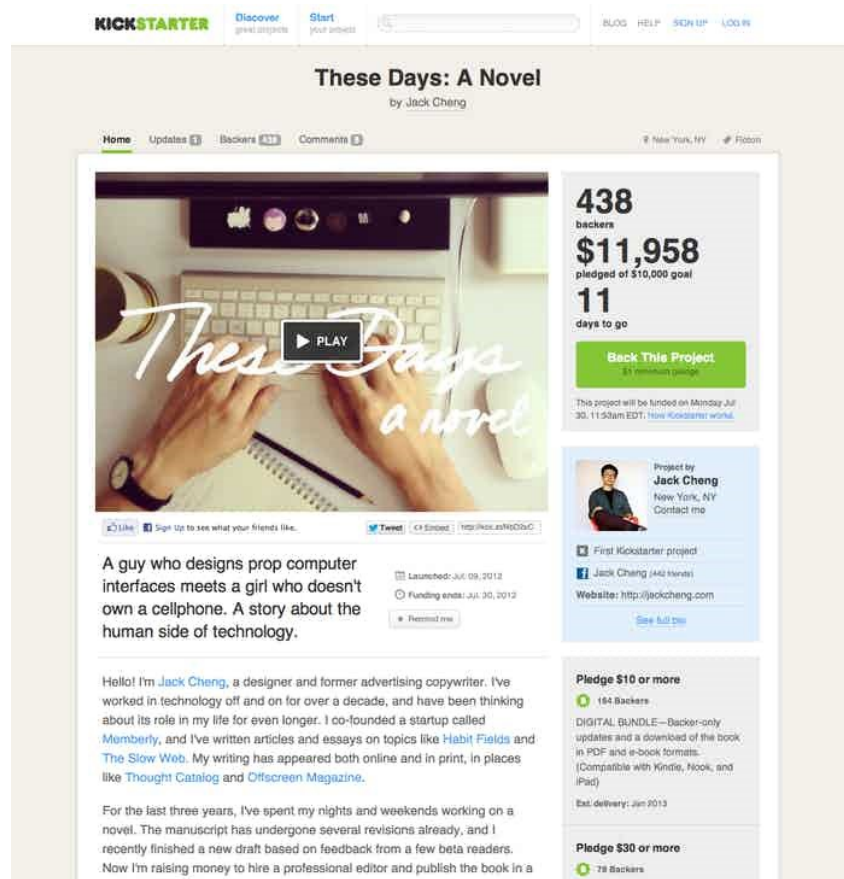 KICKSTARTER
Discover
great projects
Start
your project
BLOG HELP SIGN UP LOG IN
These Days: A Novel
by Jack Cheng
Home Updates 1 Backers 438 Comments
New York, NY Fiction
These Days
a novel
PLAY
438
backers
$11,958
pledged of $10,000 goal
11
days to go
Back This Project
$1 minimum pledge
This project will be funded on Monday Jul
30, 11:53am EDT. How Kickstarter works.
Project by
Jack Cheng
New York, NY
Contact me
First Kickstarter project
Jack Cheng (442 friends)
Website: http://jackcheng.com
See full bio
Like Sign Up to see what your friends like.
Tweet Embed
A guy who designs prop computer
interfaces meets a girl who doesn't
own a cellphone. A story about the
human side of technology.
Launched: Jul 09, 2012
Funding ends: Jul 30, 2012
Remind me
Hello! I'm Jack Cheng, a designer and former advertising copywriter. I've
worked in technology off and on for over a decade, and have been thinking
about its role in my life for even longer. I co-founded a startup called
Memberly, and I've written articles and essays on topics like Habit Fields and
The Slow Web. My writing has appeared both online and in print, in places
like Thought Catalog and Offscreen Magazine.
For the last three years, I've spent my nights and weekends working on a
novel. The manuscript has undergone several revisions already, and I
recently finished a new draft based on feedback from a few beta readers.
Now I'm raising money to hire a professional editor and publish the book in a
Pledge $10 or more
184 Backers
DIGITAL BUNDLE—Backer-only
updates and a download of the book
in PDF and e-book formats.
(Compatible with Kindle, Nook, and
iPad)
Est. delivery: Jan 2013
Pledge $30 or more
78 Backers